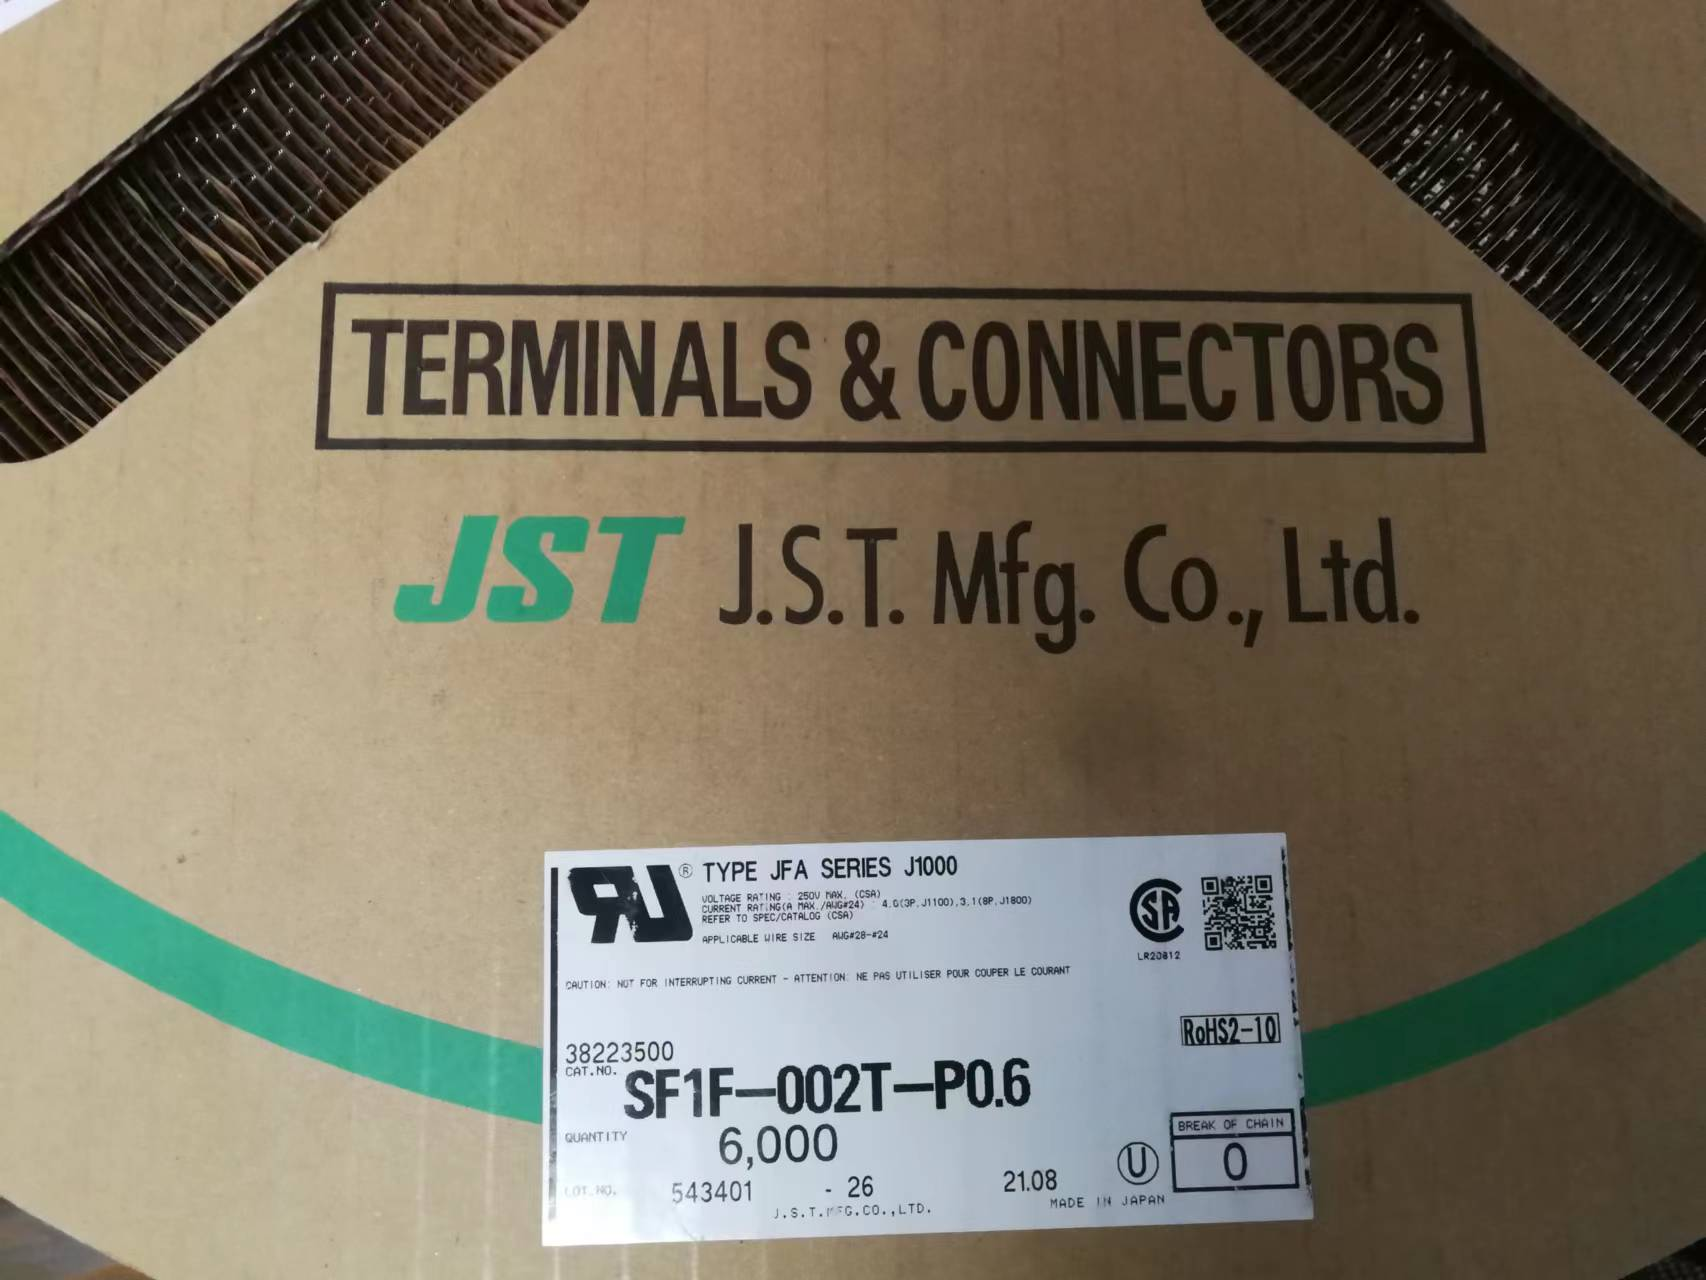 TERMINALS & CONNECTORS
JST J.S.T. Mfg. Co., Ltd.
RU ® TYPE JFA SERIES J1000
VOLTAGE RATING : 250V MAX. (CSA)
CURRENT RATING(A MAX./AWG#24) : 4.0(3P.J1100),3.1(8P.J1800)
REFER TO SPEC/CATALOG (CSA)
APPLICABLE WIRE SIZE AWG#28-#24
SA
LR20812
CAUTION: NOT FOR INTERRUPTING CURRENT - ATTENTION: NE PAS UTILISER POUR COUPER LE COURANT
RoHS2-10
38223500
CAT.NO. SF1F-002T-P0.6
QUANTITY 6,000
BREAK OF CHAIN
0
U
LOT.NO. 543401 - 26 21.08
J.S.T.MFG.CO.,LTD. MADE IN JAPAN